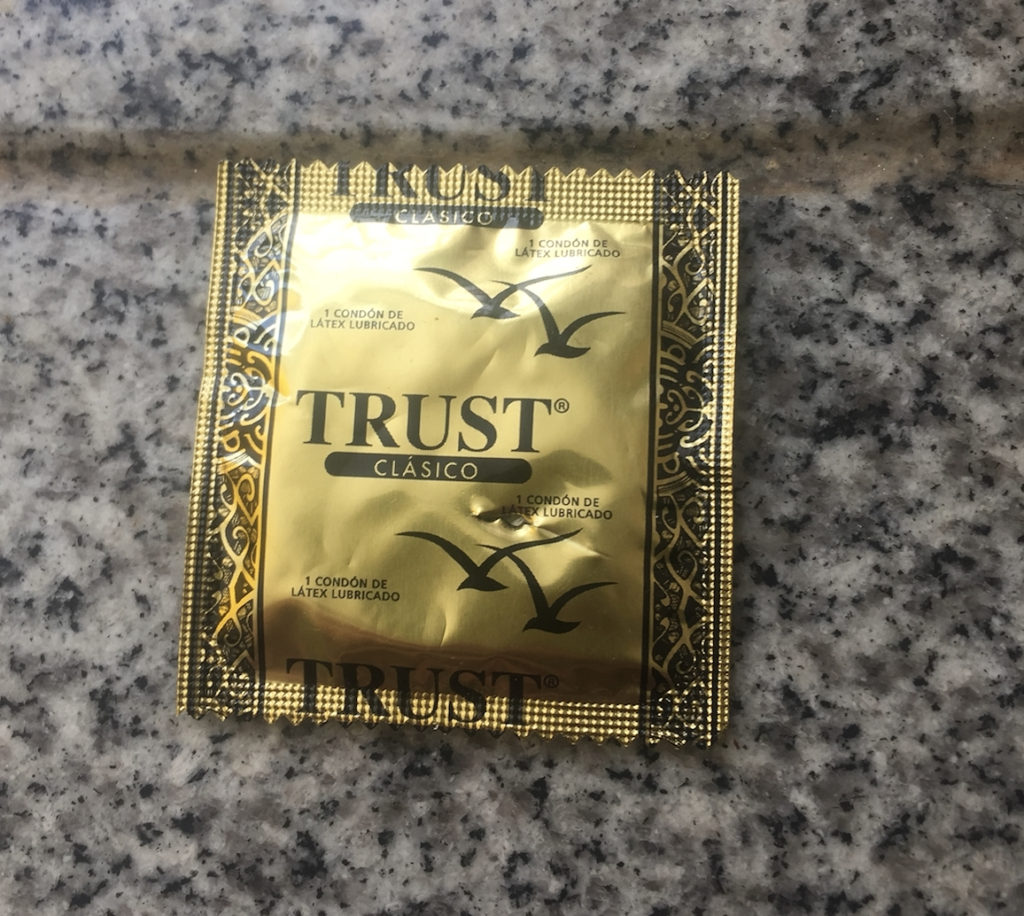 TRUST
CLÁSICO
1 CONDÓN DE
LÁTEX LUBRICADO
1 CONDÓN DE
LÁTEX LUBRICADO
TRUST®
CLÁSICO
1 CONDÓN DE
LÁTEX LUBRICADO
1 CONDÓN DE
LÁTEX LUBRICADO
TRUST®